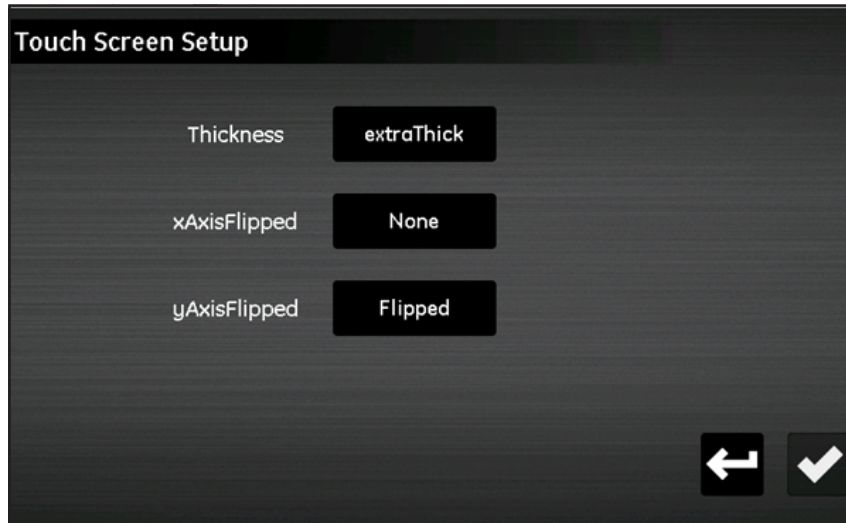 Touch Screen Setup
Thickness extraThick
xAxisFlipped None
yAxisFlipped Flipped